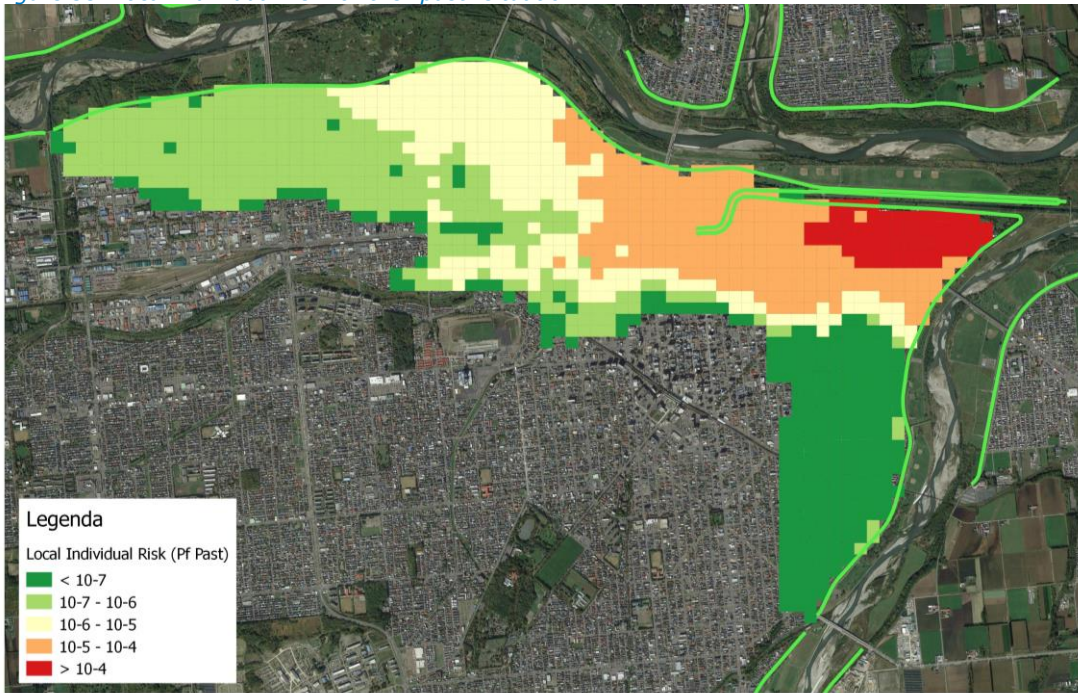 Legenda
Local Individual Risk (Pf Past)
< 10-7
10-7 - 10-6
10-6 - 10-5
10-5 - 10-4
> 10-4